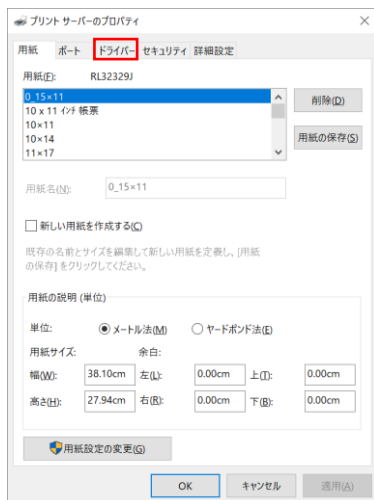 プリント サーバーのプロパティ
用紙 ポート ドライバー セキュリティ 詳細設定
用紙(F): RL32329J
0_15×11
10 x 11 インチ 帳票
10×11
10×14
11×17
削除(D)
用紙の保存(S)
用紙名(N): 0_15×11
新しい用紙を作成する(C)
既存の名前とサイズを編集して新しい用紙を定義し、[用紙
の保存] をクリックしてください。
用紙の説明 (単位)
単位: メートル法(M) ヤードポンド法(E)
用紙サイズ: 余白:
幅(W): 38.10cm 左(L): 0.00cm 上(T): 0.00cm
高さ(H): 27.94cm 右(R): 0.00cm 下(B): 0.00cm
用紙設定の変更(G)
OK キャンセル 適用(A)